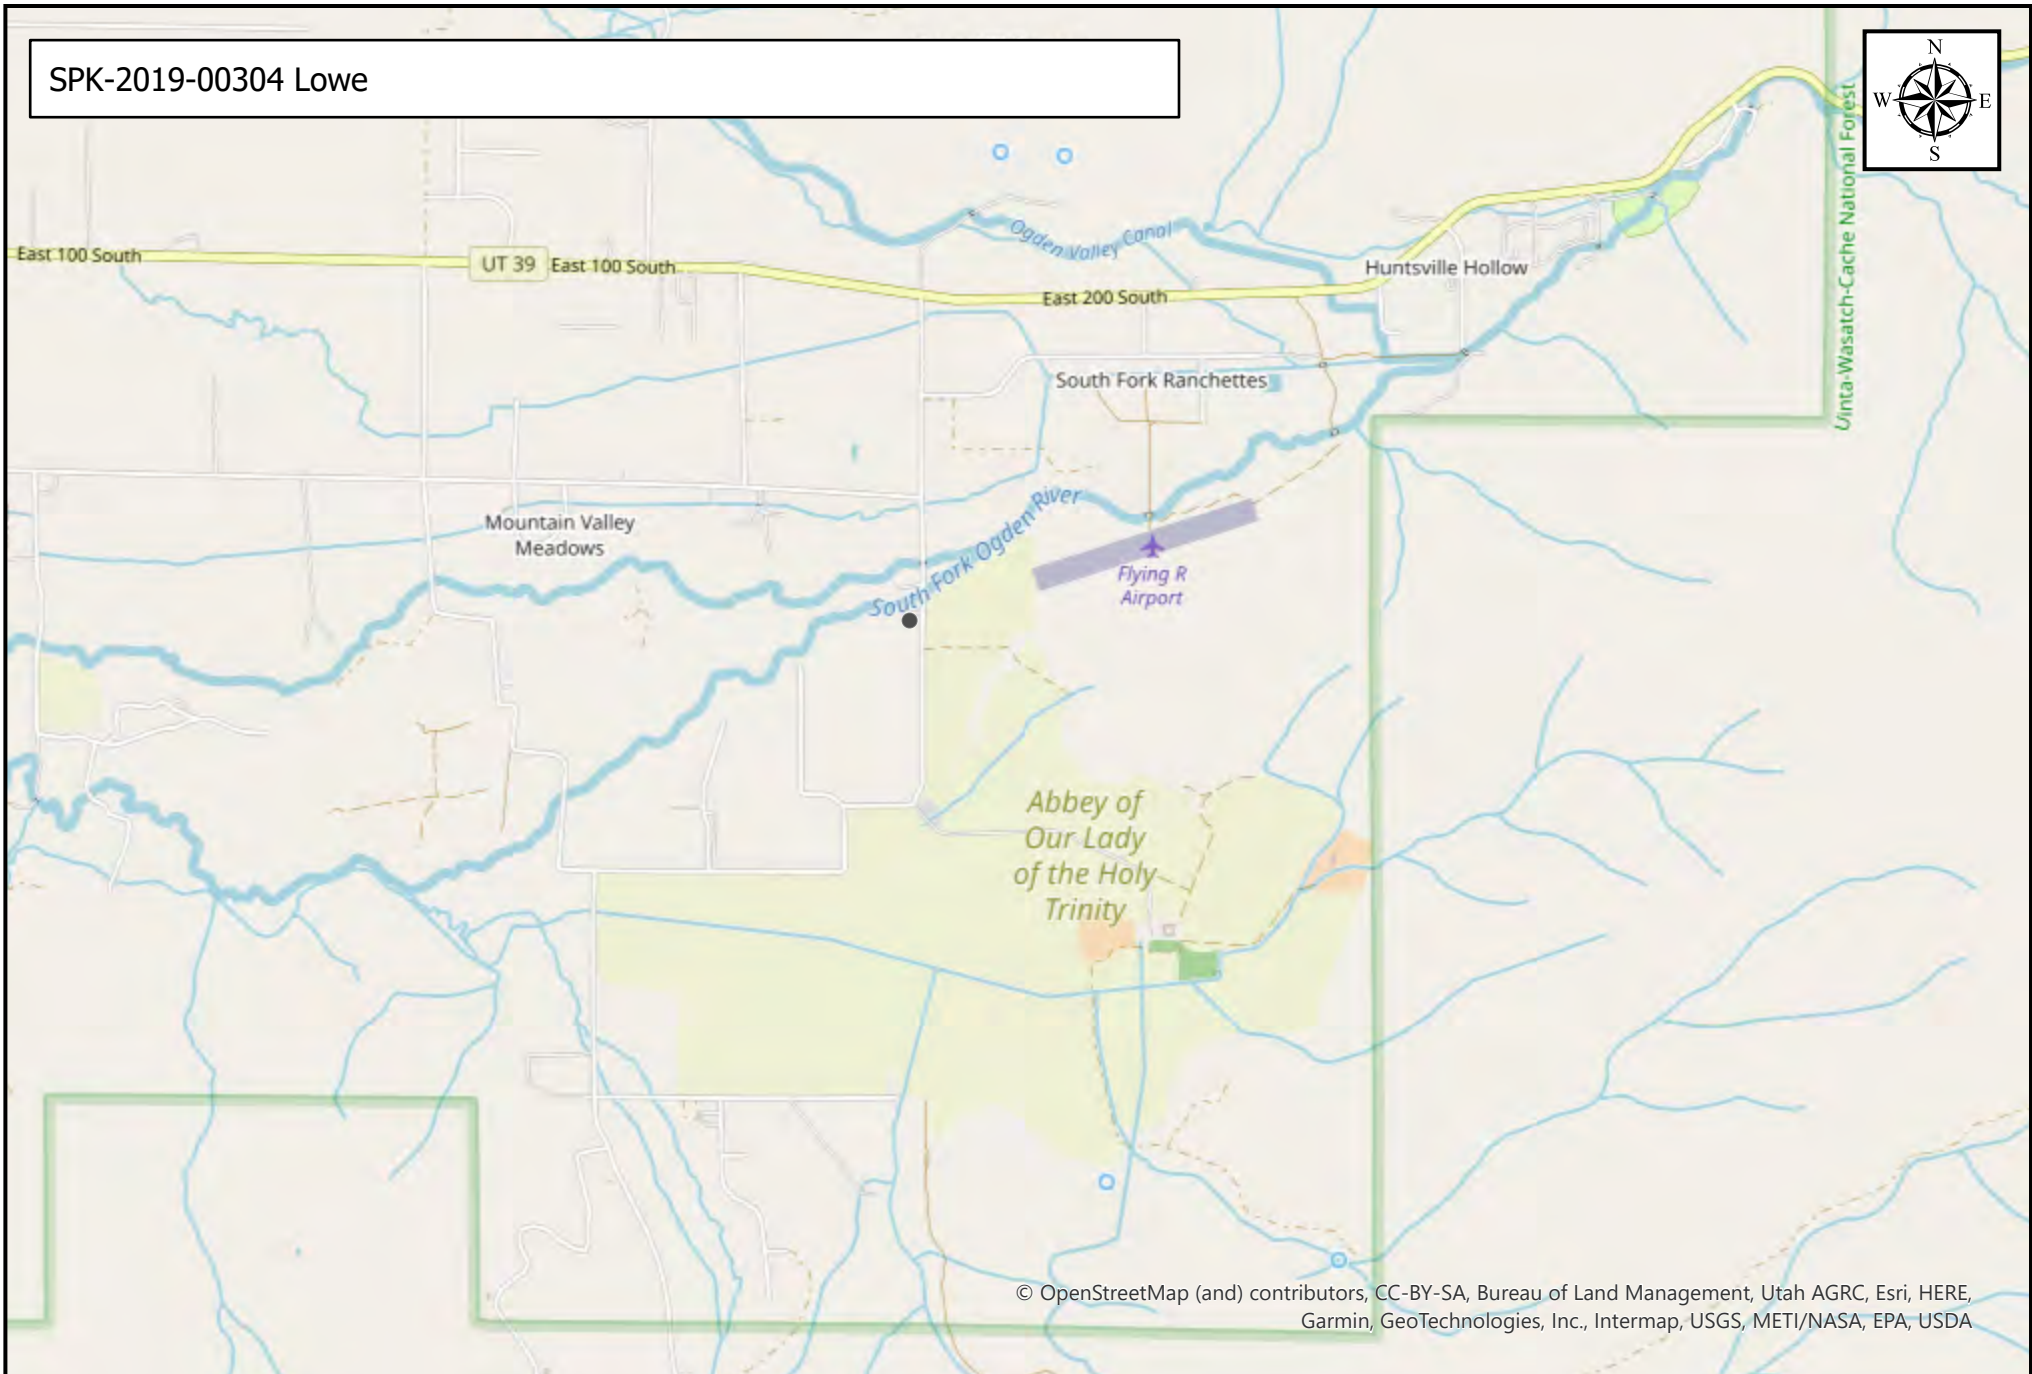 SPK-2019-00304 Lowe
N
W E
S
Uinta-Wasatch-Cache National Forest
Ogden Valley Canal
East 100 South
UT 39
East 100 South
East 200 South
Huntsville Hollow
South Fork Ranchettes
Mountain Valley
Meadows
South Fork Ogden River
Flying R
Airport
Abbey of
Our Lady
of the Holy
Trinity
© OpenStreetMap (and) contributors, CC-BY-SA, Bureau of Land Management, Utah AGRC, Esri, HERE,
Garmin, GeoTechnologies, Inc., Intermap, USGS, METI/NASA, EPA, USDA